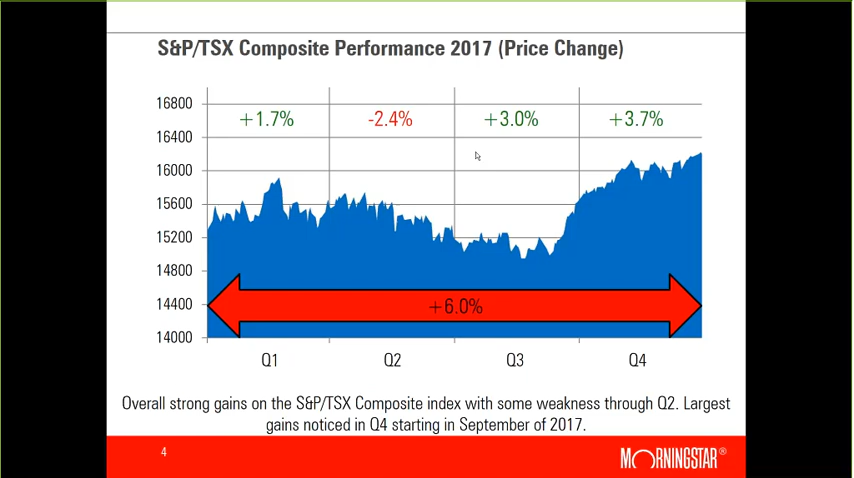 S&P/TSX Composite Performance 2017 (Price Change)
16800
16400
16000
15600
15200
14800
14400
14000
+1.7%
-2.4%
+3.0%
+3.7%
+6.0%
Q1
Q2
Q3
Q4
Overall strong gains on the S&P/TSX Composite index with some weakness through Q2. Largest
gains noticed in Q4 starting in September of 2017.
4
MORNINGSTAR®